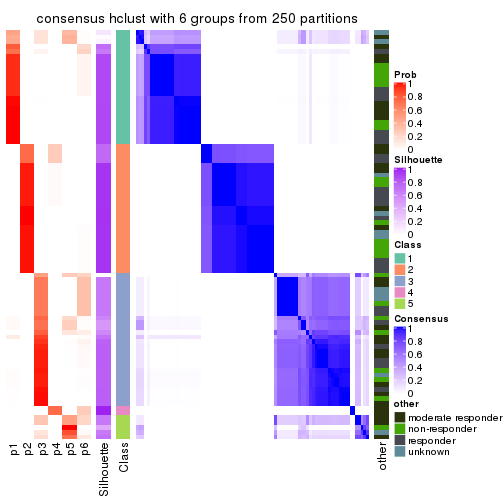 consensus hclust with 6 groups from 250 partitions
Prob
1
0.8
0.6
0.4
0.2
0
Silhouette
1
0.8
0.6
0.4
0.2
0
Class
1
2
3
4
5
Consensus
1
0.8
0.6
0.4
0.2
0
other
moderate responder
non-responder
responder
unknown
p1
p2
p3
p4
p5
p6
Silhouette
Class
other